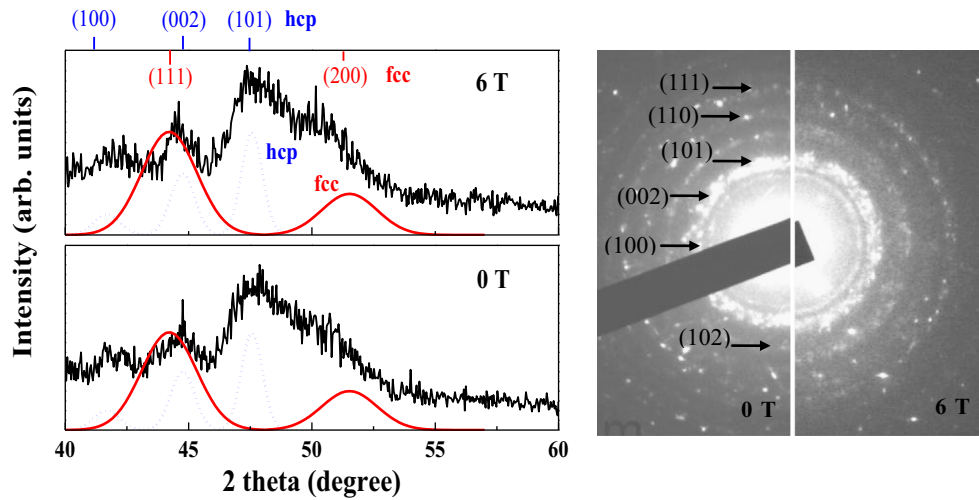 (100) (002) (101) hcp
(111) (200) fcc
6 T
hcp
fcc
0 T
Intensity (arb. units)
40 45 50 55 60
2 theta (degree)
(111)
(110)
(101)
(002)
(100)
(102)
0 T 6 T